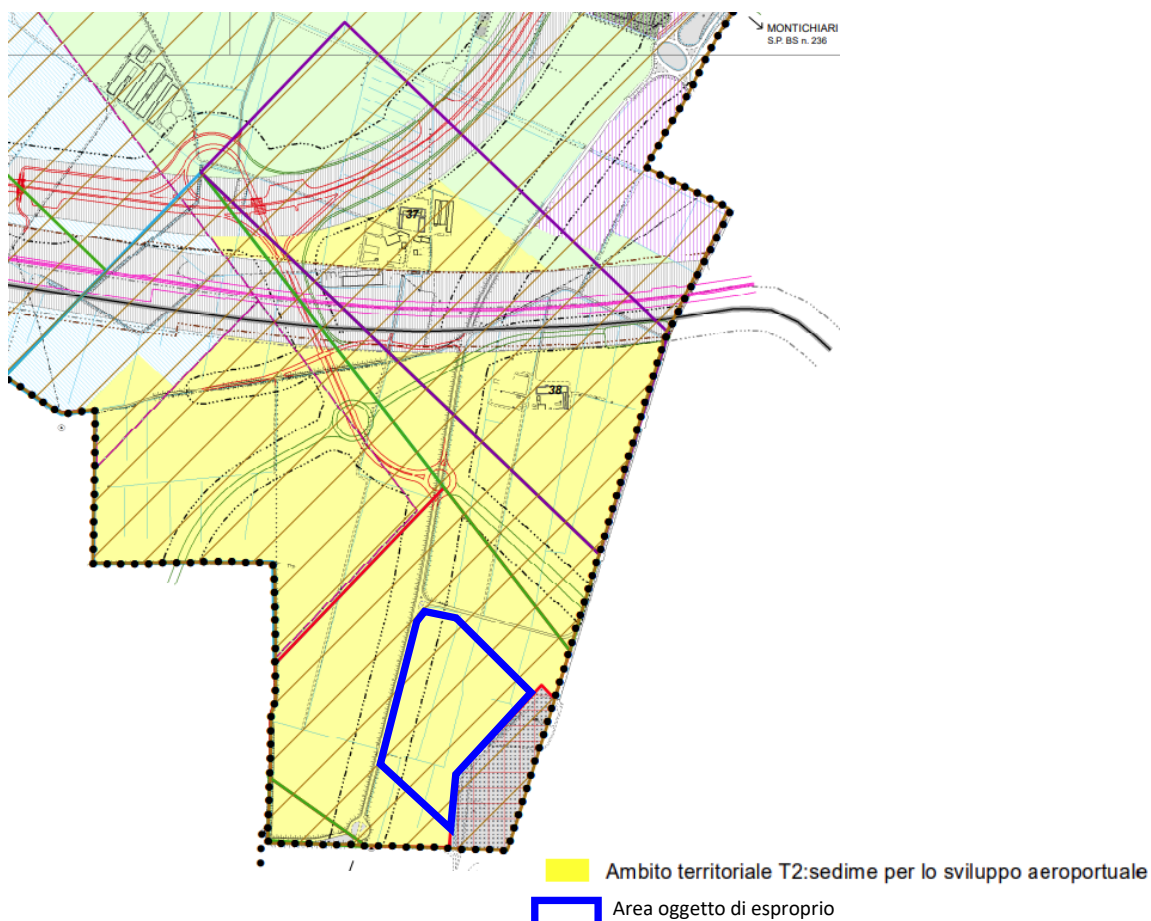 MONTICHIARI
S.P. BS n. 236
37
38
Ambito territoriale T2:sedime per lo sviluppo aeroportuale
Area oggetto di esproprio